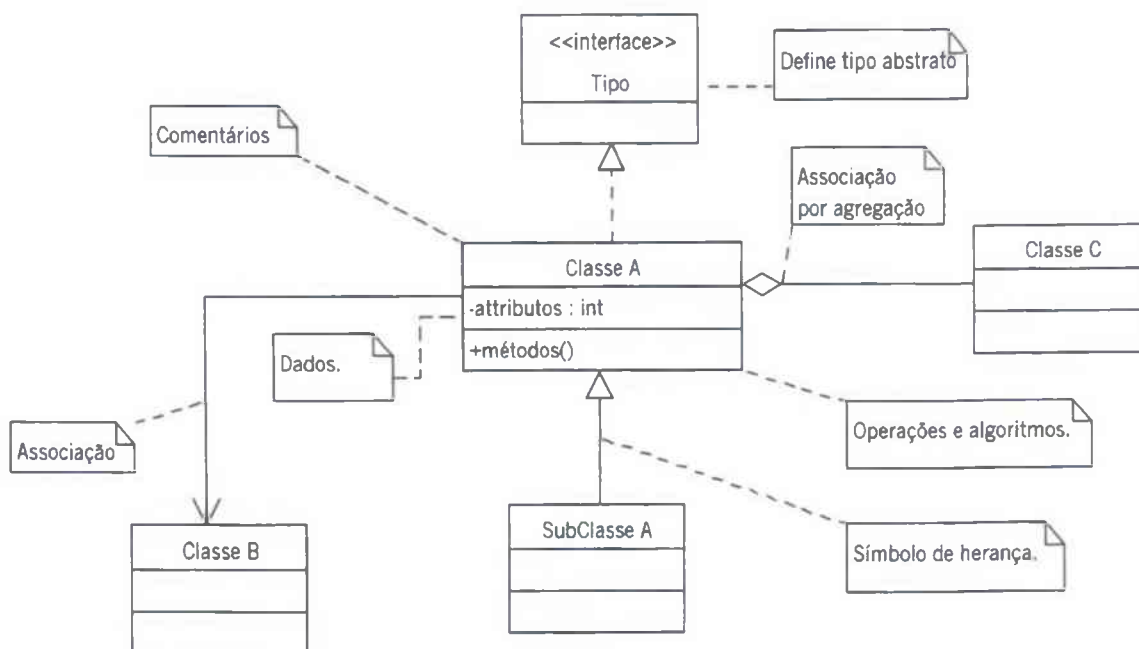 <<interface>>
Tipo
Define tipo abstrato
Comentários
Associação
por agregação
Classe A
Classe C
-attributos : int
+métodos()
Dados.
Operações e algoritmos.
Associação
Classe B
SubClasse A
Símbolo de herança.